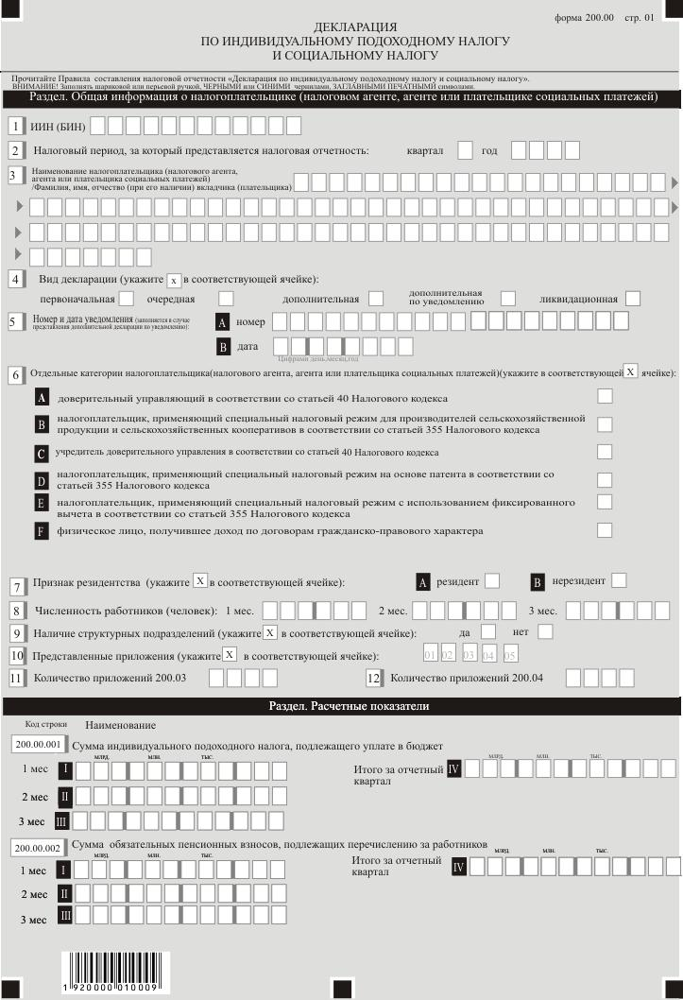 форма 200.00 стр. 01
ДЕКЛАРАЦИЯ
ПО ИНДИВИДУАЛЬНОМУ ПОДОХОДНОМУ НАЛОГУ
И СОЦИАЛЬНОМУ НАЛОГУ
Прочитайте Правила составления налоговой отчетности «Декларация по индивидуальному подоходному налогу и социальному налогу».
ВНИМАНИЕ! Заполнять шариковой или перьевой ручкой, ЧЕРНЫМИ или СИНИМИ чернилами, ЗАГЛАВНЫМИ ПЕЧАТНЫМИ символами.
Раздел. Общая информация о налогоплательщике (налоговом агенте, агенте или плательщике социальных платежей)
1 ИИН (БИН)
2 Налоговый период, за который представляется налоговая отчетность: квартал год
3 Наименование налогоплательщика (налогового агента,
агента или плательщика социальных платежей)
/Фамилия, имя, отчество (при его наличии) вкладчика (плательщика)
4 Вид декларации (укажите x в соответствующей ячейке):
первоначальная очередная дополнительная дополнительная по уведомлению ликвидационная
5 Номер и дата уведомления (заполняется в случае
представления дополнительной декларации по уведомлению):
A номер
B дата
Цифрами день,месяц,год
6 Отдельные категории налогоплательщика(налогового агента, агента или плательщика социальных платежей)(укажите в соответствующей X ячейке):
A доверительный управляющий в соответствии со статьей 40 Налогового кодекса
B налогоплательщик, применяющий специальный налоговый режим для производителей сельскохозяйственной
продукции и сельскохозяйственных кооперативов в соответствии со статьей 355 Налогового кодекса
C учредитель доверительного управления в соответствии со статьей 40 Налогового кодекса
D налогоплательщик, применяющий специальный налоговый режим на основе патента в соответствии со
статьей 355 Налогового кодекса
E налогоплательщик, применяющий специальный налоговый режим с использованием фиксированного
вычета в соответствии со статьей 355 Налогового кодекса
F физическое лицо, получившее доход по договорам гражданско-правового характера
7 Признак резидентства (укажите X в соответствующей ячейке): A резидент B нерезидент
8 Численность работников (человек): 1 мес. 2 мес. 3 мес.
9 Наличие структурных подразделений (укажите X в соответствующей ячейке): да нет
10 Представленные приложения (укажите X в соответствующей ячейке): 01 02 03 04 05
11 Количество приложений 200.03 12 Количество приложений 200.04
Раздел. Расчетные показатели
Код строки Наименование
200.00.001 Сумма индивидуального подоходного налога, подлежащего уплате в бюджет
млрд. млн. тыс. млрд. млн. тыс.
1 мес I Итого за отчетный квартал IV
2 мес II
3 мес III
200.00.002 Сумма обязательных пенсионных взносов, подлежащих перечислению за работников
млрд. млн. тыс. млрд. млн. тыс.
1 мес I Итого за отчетный квартал IV
2 мес II
3 мес III
1920000010009